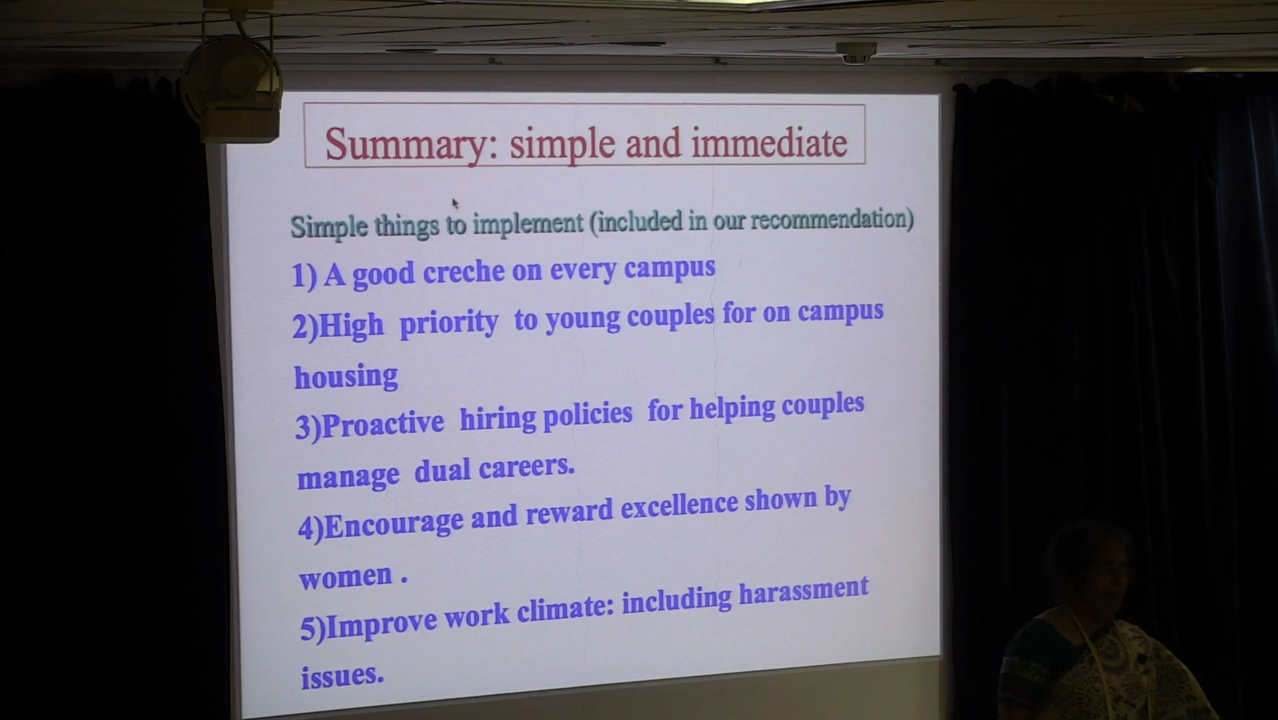 Summary: simple and immediate
Simple things to implement (included in our recommendation)
1) A good creche on every campus
2)High priority to young couples for on campus
housing
3)Proactive hiring policies for helping couples
manage dual careers.
4)Encourage and reward excellence shown by
women .
5)Improve work climate: including harassment
issues.